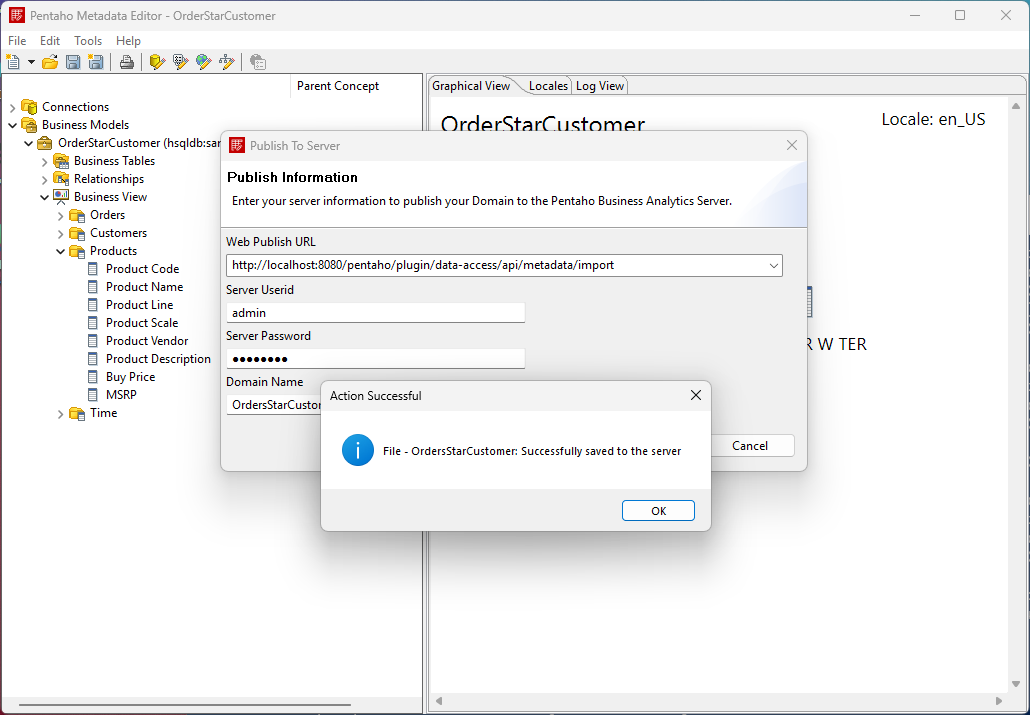 Pentaho Metadata Editor - OrderStarCustomer
File Edit Tools Help
Parent Concept
Connections
Business Models
OrderStarCustomer (hsqldb:sar
Business Tables
Relationships
Business View
Orders
Customers
Products
Product Code
Product Name
Product Line
Product Scale
Product Vendor
Product Description
Buy Price
MSRP
Time
Graphical View Locales Log View
OrderStarCustomer
Locale: en_US
R W TER
Publish To Server
Publish Information
Enter your server information to publish your Domain to the Pentaho Business Analytics Server.
Web Publish URL
http://localhost:8080/pentaho/plugin/data-access/api/metadata/import
Server Userid
admin
Server Password
●●●●●●●●
Domain Name
OrdersStarCustor
Cancel
Action Successful
File - OrdersStarCustomer: Successfully saved to the server
OK